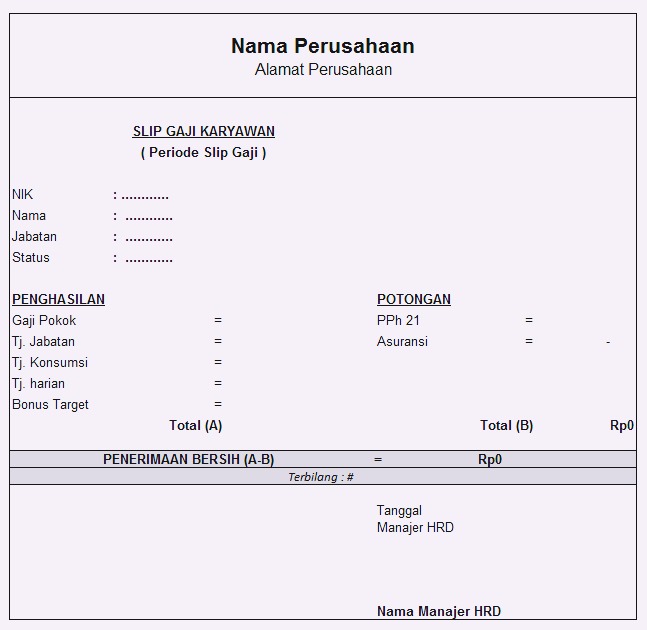 Nama Perusahaan
Alamat Perusahaan
SLIP GAJI KARYAWAN
( Periode Slip Gaji )
NIK : ............
Nama : ............
Jabatan : ............
Status : ............
PENGHASILAN POTONGAN
Gaji Pokok = PPh 21 =
Tj. Jabatan = Asuransi = -
Tj. Konsumsi =
Tj. harian =
Bonus Target =
Total (A) Total (B) Rp0
PENERIMAAN BERSIH (A-B) = Rp0
Terbilang : #
Tanggal
Manajer HRD
Nama Manajer HRD